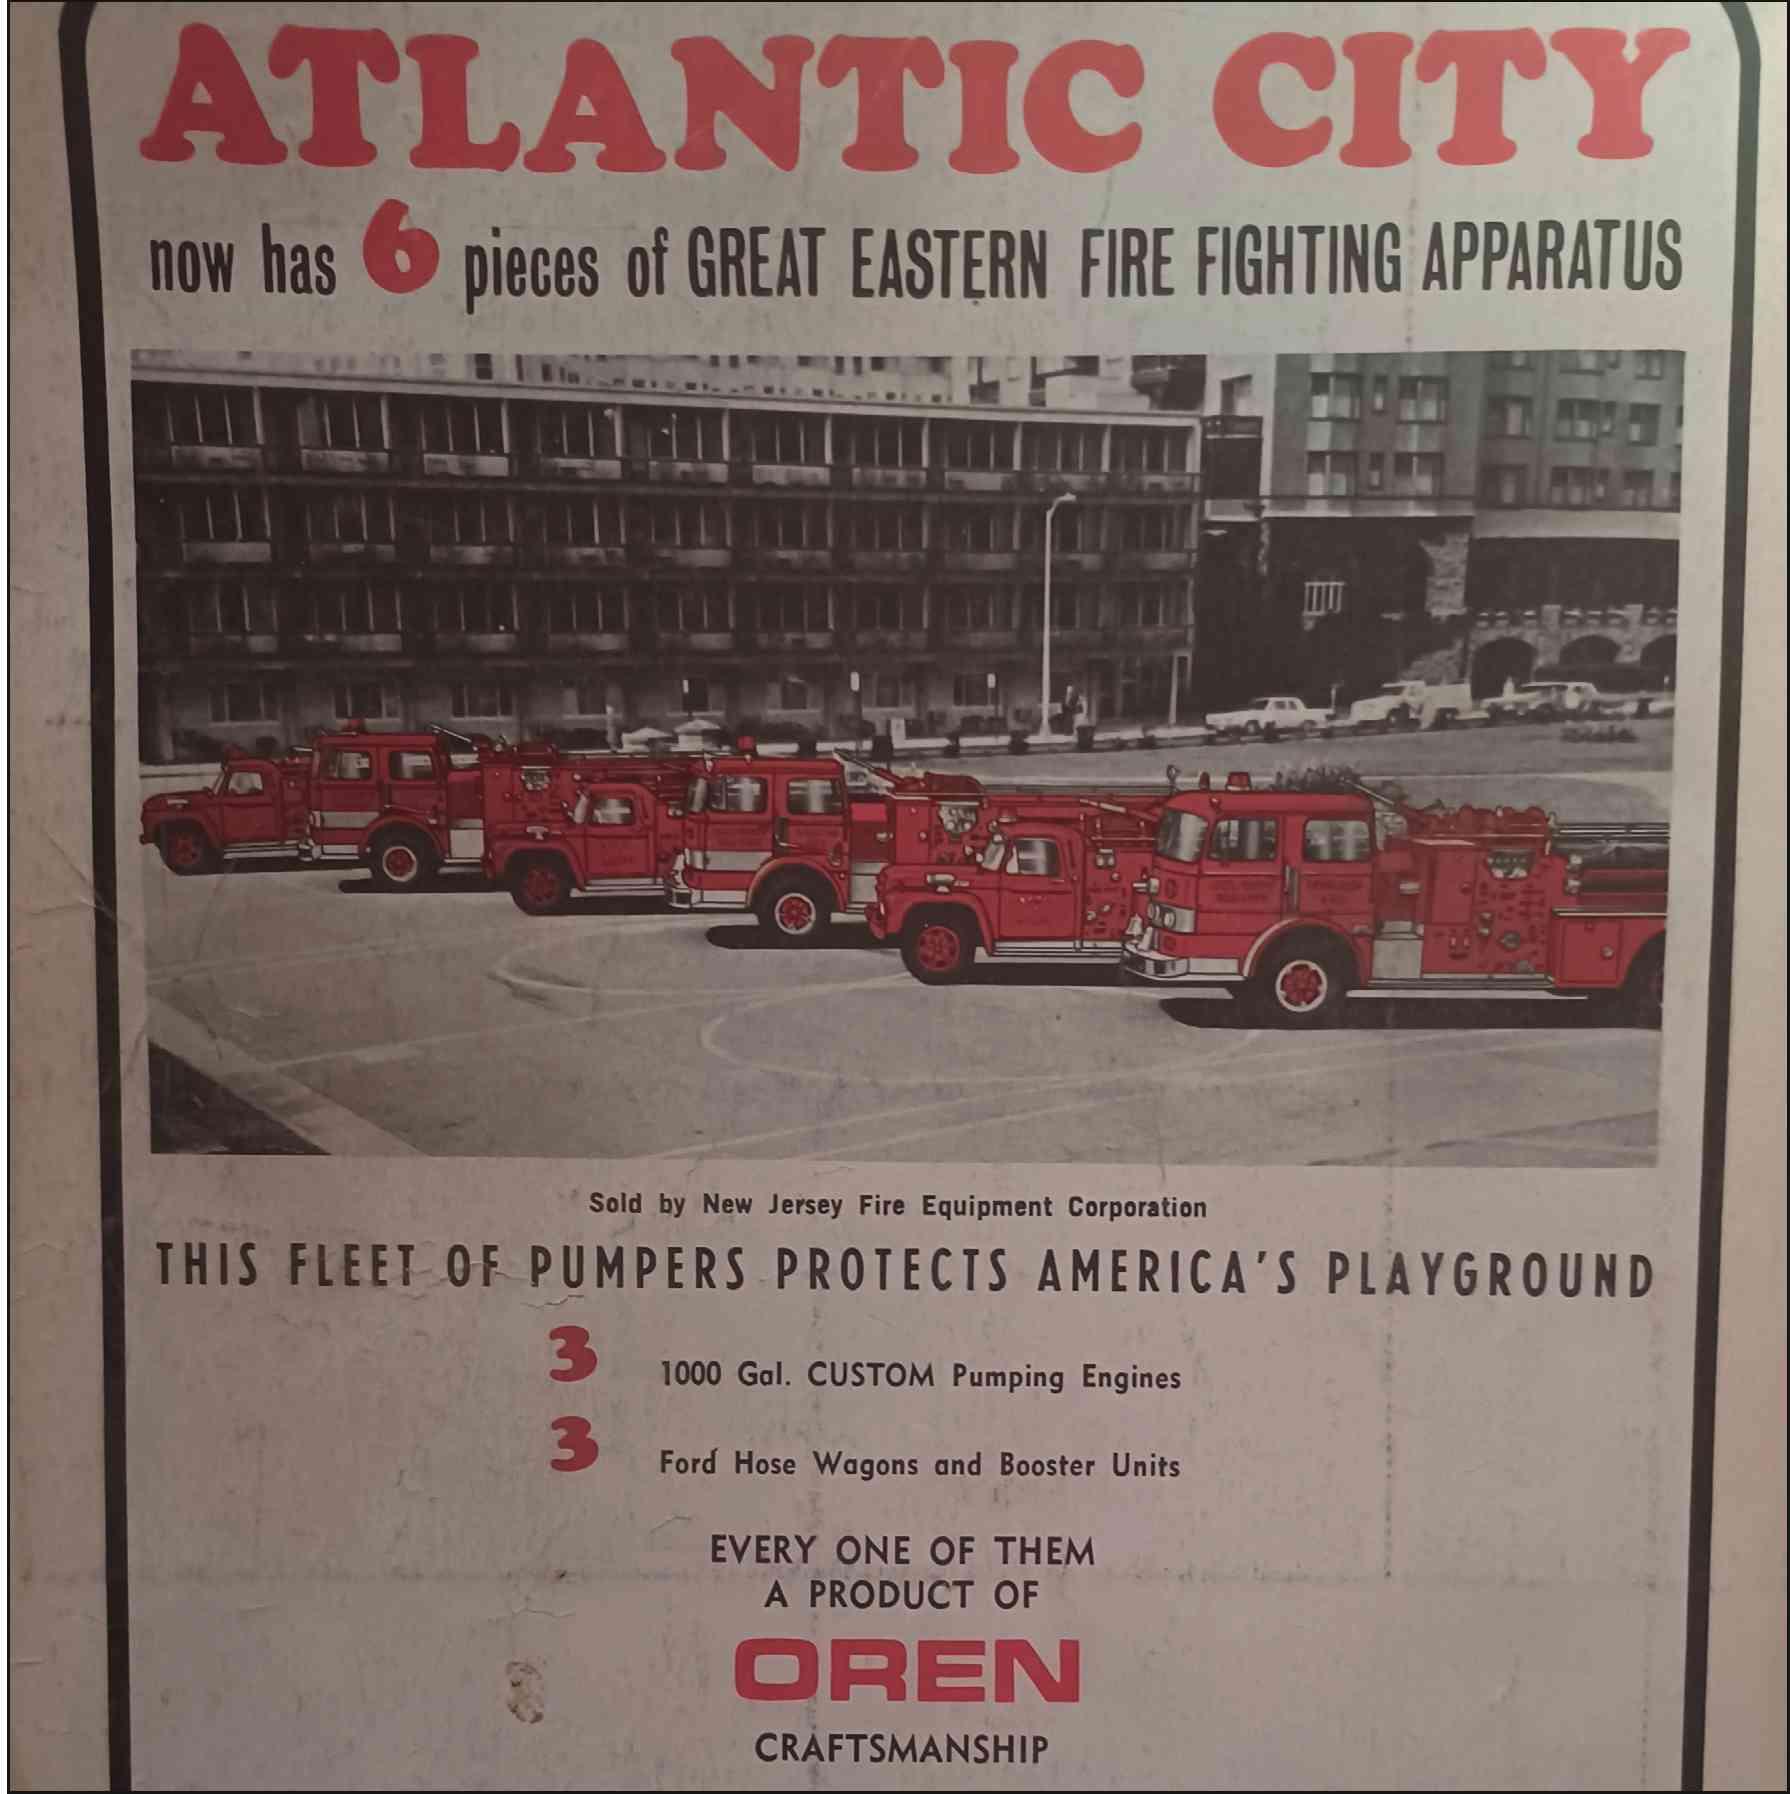 ATLANTIC CITY
now has 6 pieces of GREAT EASTERN FIRE FIGHTING APPARATUS
Sold by New Jersey Fire Equipment Corporation
THIS FLEET OF PUMPERS PROTECTS AMERICA'S PLAYGROUND
3 1000 Gal. CUSTOM Pumping Engines
3 Ford Hose Wagons and Booster Units
EVERY ONE OF THEM
A PRODUCT OF
OREN
CRAFTSMANSHIP